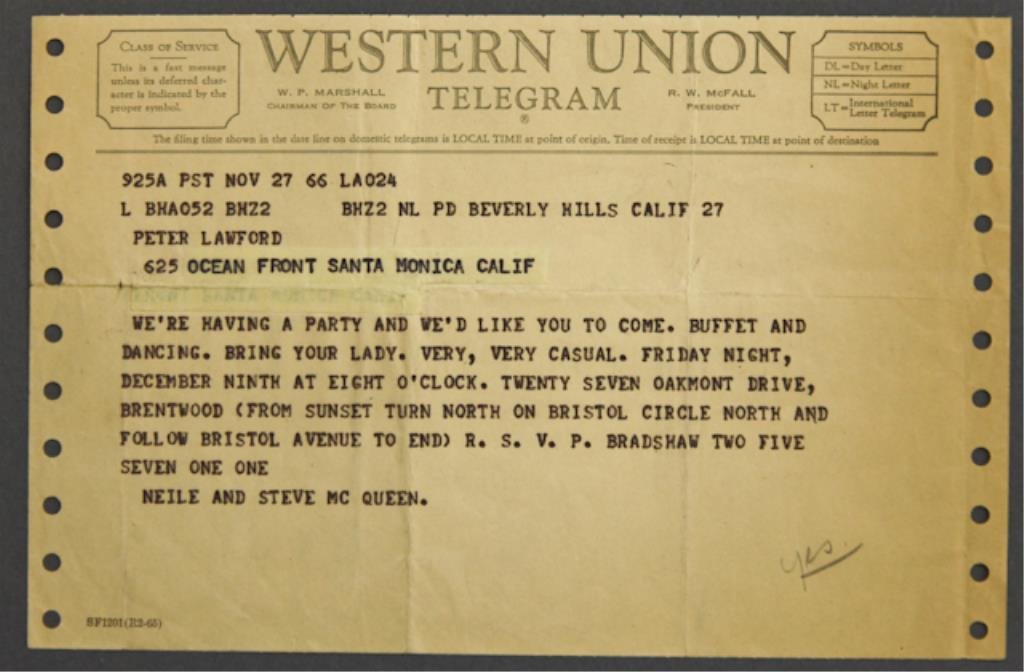 CLASS OF SERVICE
This is a fast message
unless its deferred char-
acter is indicated by the
proper symbol.
WESTERN UNION
TELEGRAM
®
W. P. MARSHALL
CHAIRMAN OF THE BOARD
R. W. McFALL
PRESIDENT
SYMBOLS
DL=Day Letter
NL=Night Letter
LT=International Letter Telegram
The filing time shown in the date line on domestic telegrams is LOCAL TIME at point of origin. Time of receipt is LOCAL TIME at point of destination
925A PST NOV 27 66 LA024
L BHA052 BHZ2 BHZ2 NL PD BEVERLY HILLS CALIF 27
PETER LAWFORD
625 OCEAN FRONT SANTA MONICA CALIF
SANTA MONICA
WE'RE HAVING A PARTY AND WE'D LIKE YOU TO COME. BUFFET AND
DANCING. BRING YOUR LADY. VERY, VERY CASUAL. FRIDAY NIGHT,
DECEMBER NINTH AT EIGHT O'CLOCK. TWENTY SEVEN OAKMONT DRIVE,
BRENTWOOD (FROM SUNSET TURN NORTH ON BRISTOL CIRCLE NORTH AND
FOLLOW BRISTOL AVENUE TO END) R. S. V. P. BRADSHAW TWO FIVE
SEVEN ONE ONE
NEILE AND STEVE MC QUEEN.
yes.
SF1201(R2-65)